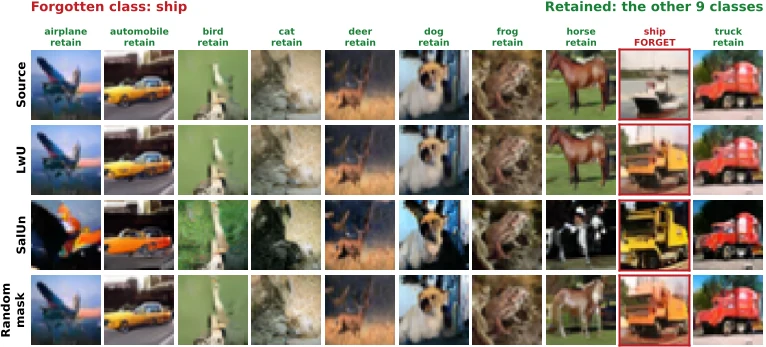 Forgotten class: ship
Retained: the other 9 classes
airplane retain
automobile retain
bird retain
cat retain
deer retain
dog retain
frog retain
horse retain
ship FORGET
truck retain
Source
LwU
SalUn
Random mask